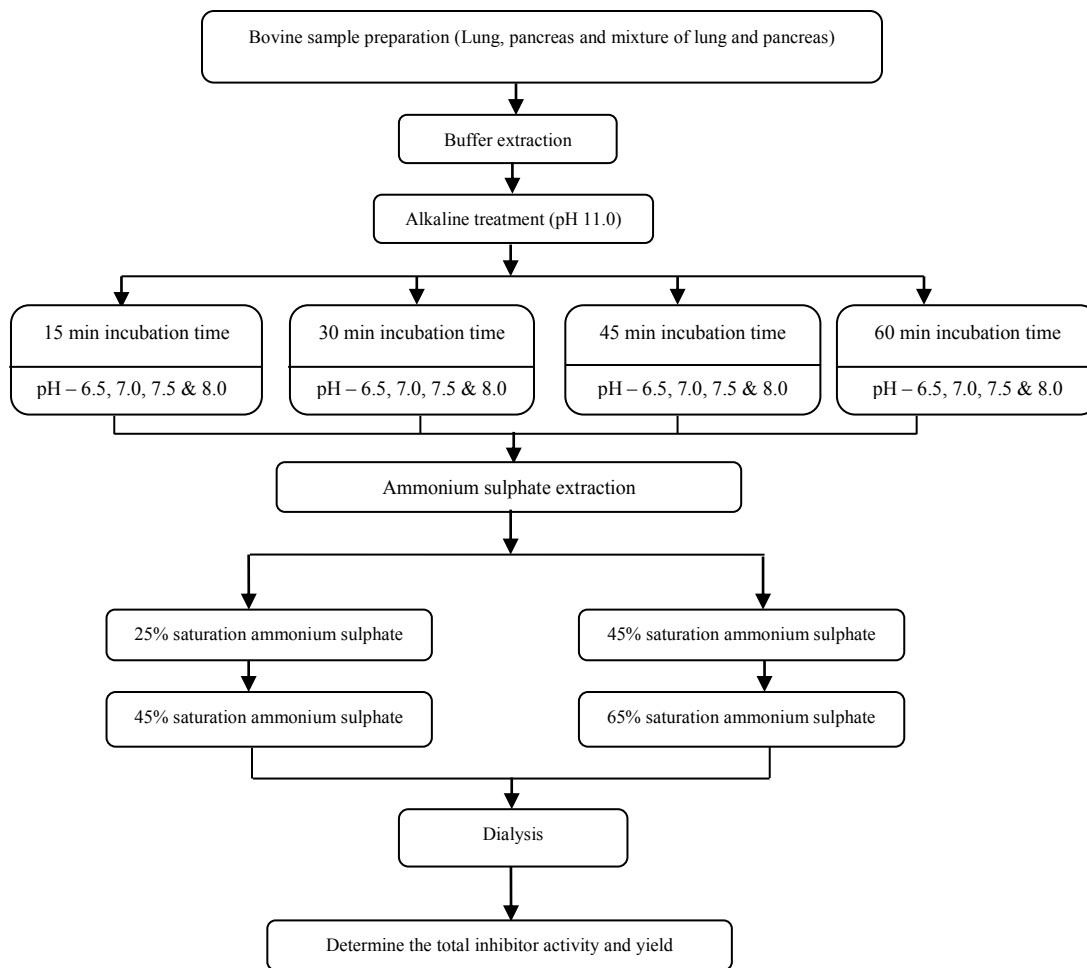 Bovine sample preparation (Lung, pancreas and mixture of lung and pancreas)
Buffer extraction
Alkaline treatment (pH 11.0)
15 min incubation time
pH – 6.5, 7.0, 7.5 & 8.0
30 min incubation time
pH – 6.5, 7.0, 7.5 & 8.0
45 min incubation time
pH – 6.5, 7.0, 7.5 & 8.0
60 min incubation time
pH – 6.5, 7.0, 7.5 & 8.0
Ammonium sulphate extraction
25% saturation ammonium sulphate
45% saturation ammonium sulphate
45% saturation ammonium sulphate
65% saturation ammonium sulphate
Dialysis
Determine the total inhibitor activity and yield